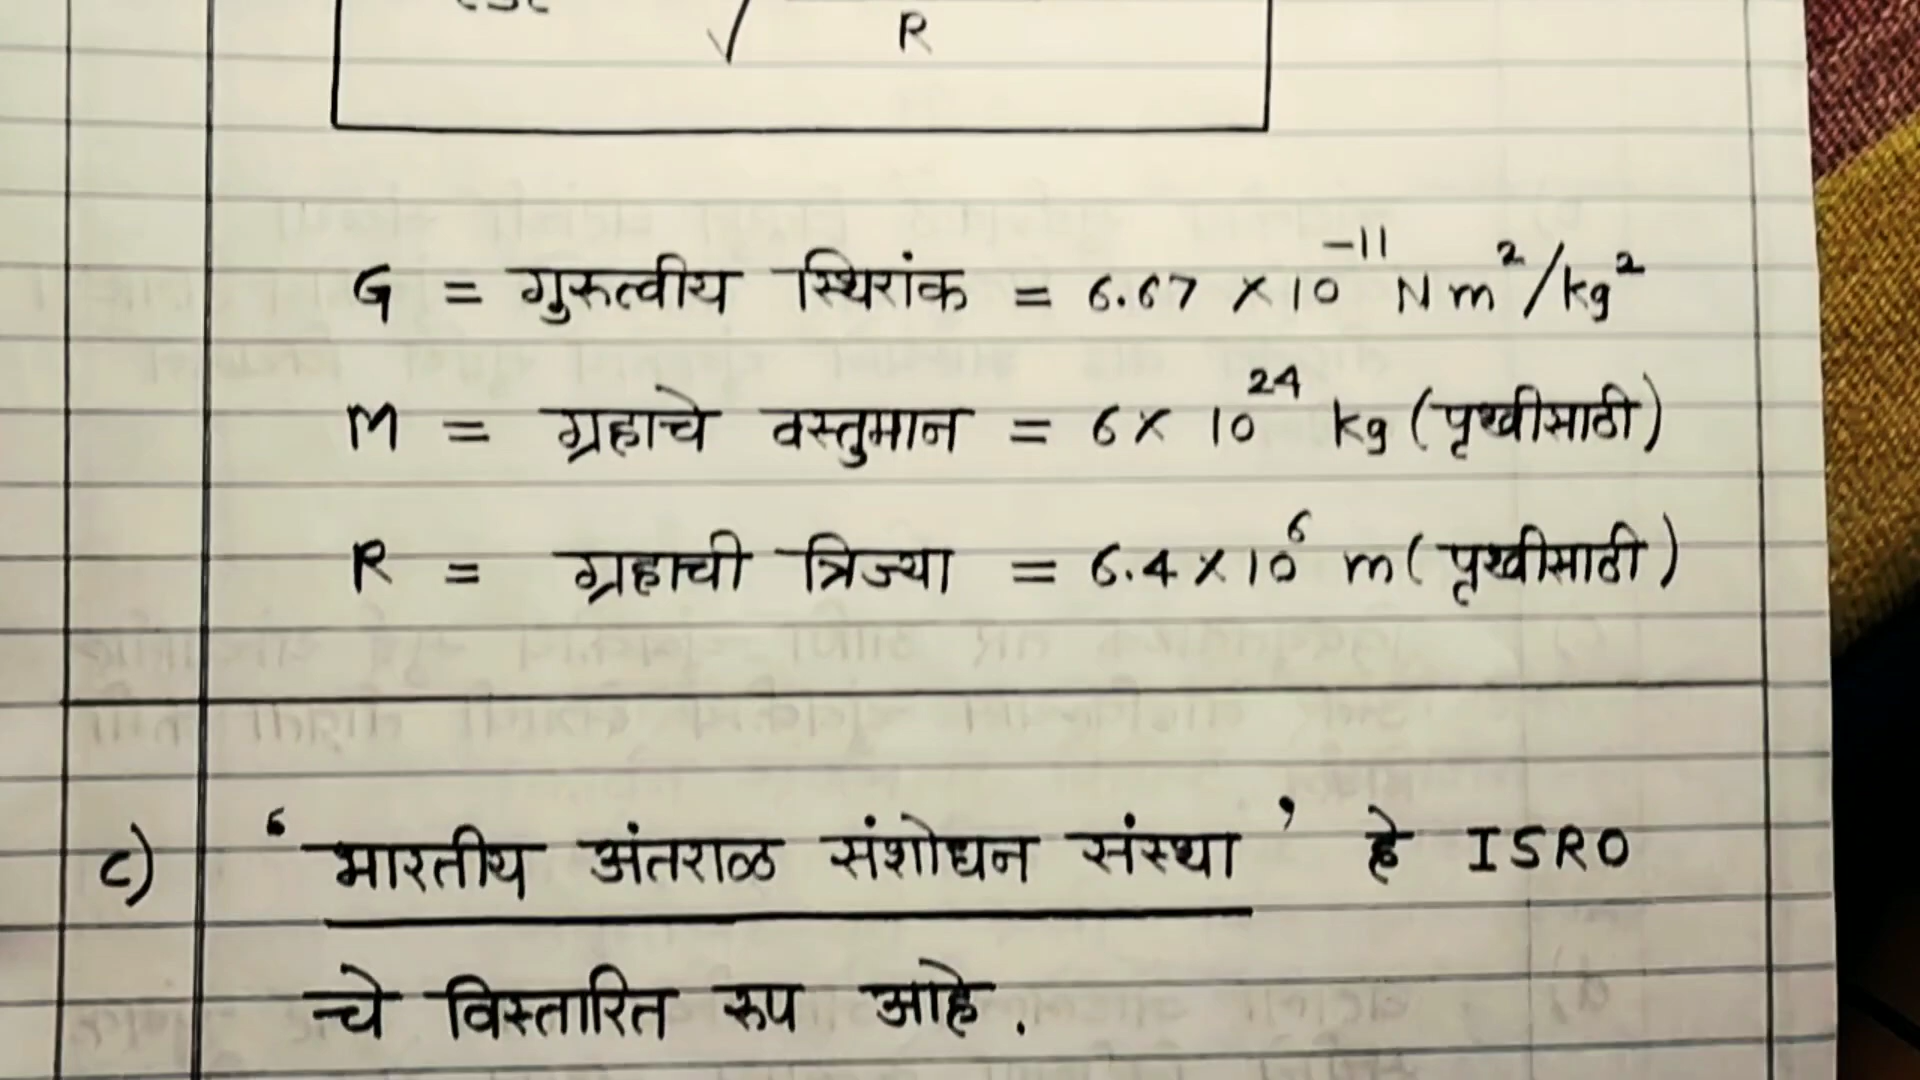 R
G = गुरुत्वीय स्थिरांक = 6.67 × 10⁻¹¹ Nm²/kg²
M = ग्रहाचे वस्तुमान = 6 × 10²⁴ kg (पृथ्वीसाठी)
R = ग्रहाची त्रिज्या = 6.4 × 10⁶ m (पृथ्वीसाठी)
c) ‘भारतीय अंतराळ संशोधन संस्था’ हे ISRO
चे विस्तारित रुप आहे.